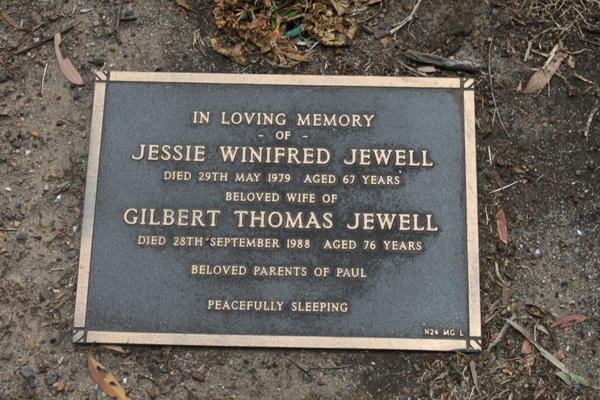 IN LOVING MEMORY
- OF -
JESSIE WINIFRED JEWELL
DIED 29TH MAY 1979 AGED 67 YEARS
BELOVED WIFE OF
GILBERT THOMAS JEWELL
DIED 28TH SEPTEMBER 1988 AGED 76 YEARS
BELOVED PARENTS OF PAUL
PEACEFULLY SLEEPING
N24 MG L